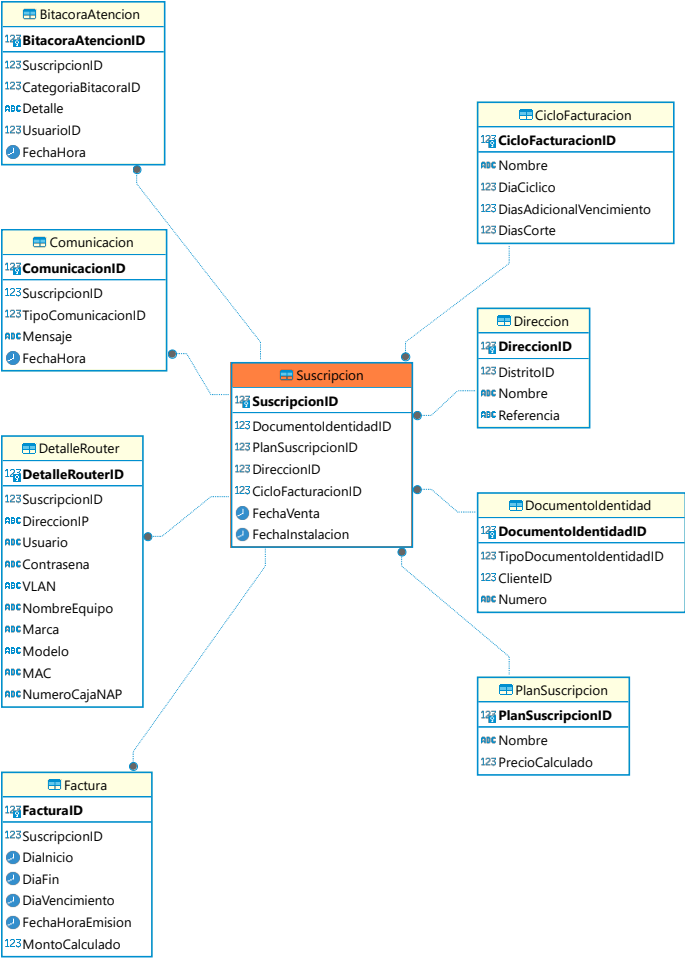 BitacoraAtencion
BitacoraAtencionID
SuscripcionID
CategoriaBitacoraID
Detalle
UsuarioID
FechaHora
CicloFacturacion
CicloFacturacionID
Nombre
DiaCiclico
DiasAdicionalVencimiento
DiasCorte
Comunicacion
ComunicacionID
SuscripcionID
TipoComunicacionID
Mensaje
FechaHora
Direccion
DireccionID
DistritoID
Nombre
Referencia
Suscripcion
SuscripcionID
DocumentoIdentidadID
PlanSuscripcionID
DireccionID
CicloFacturacionID
FechaVenta
FechaInstalacion
DetalleRouter
DetalleRouterID
SuscripcionID
DireccionIP
Usuario
Contrasena
VLAN
NombreEquipo
Marca
Modelo
MAC
NumeroCajaNAP
DocumentoIdentidad
DocumentoIdentidadID
TipoDocumentoIdentidadID
ClienteID
Numero
PlanSuscripcion
PlanSuscripcionID
Nombre
PrecioCalculado
Factura
FacturaID
SuscripcionID
DiaInicio
DiaFin
DiaVencimiento
FechaHoraEmision
MontoCalculado